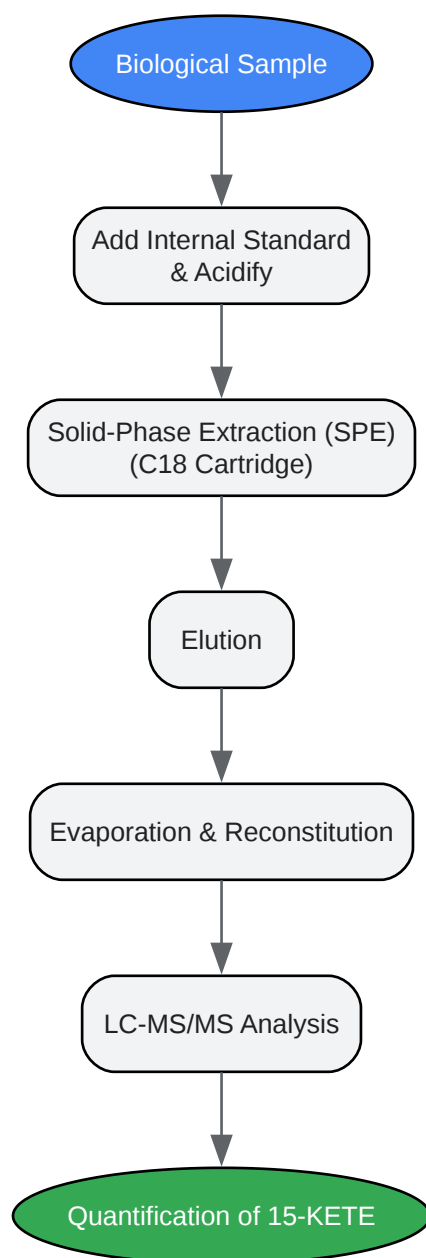 Biological Sample
Add Internal Standard
& Acidify
Solid-Phase Extraction (SPE)
(C18 Cartridge)
Elution
Evaporation & Reconstitution
LC-MS/MS Analysis
Quantification of 15-KETE